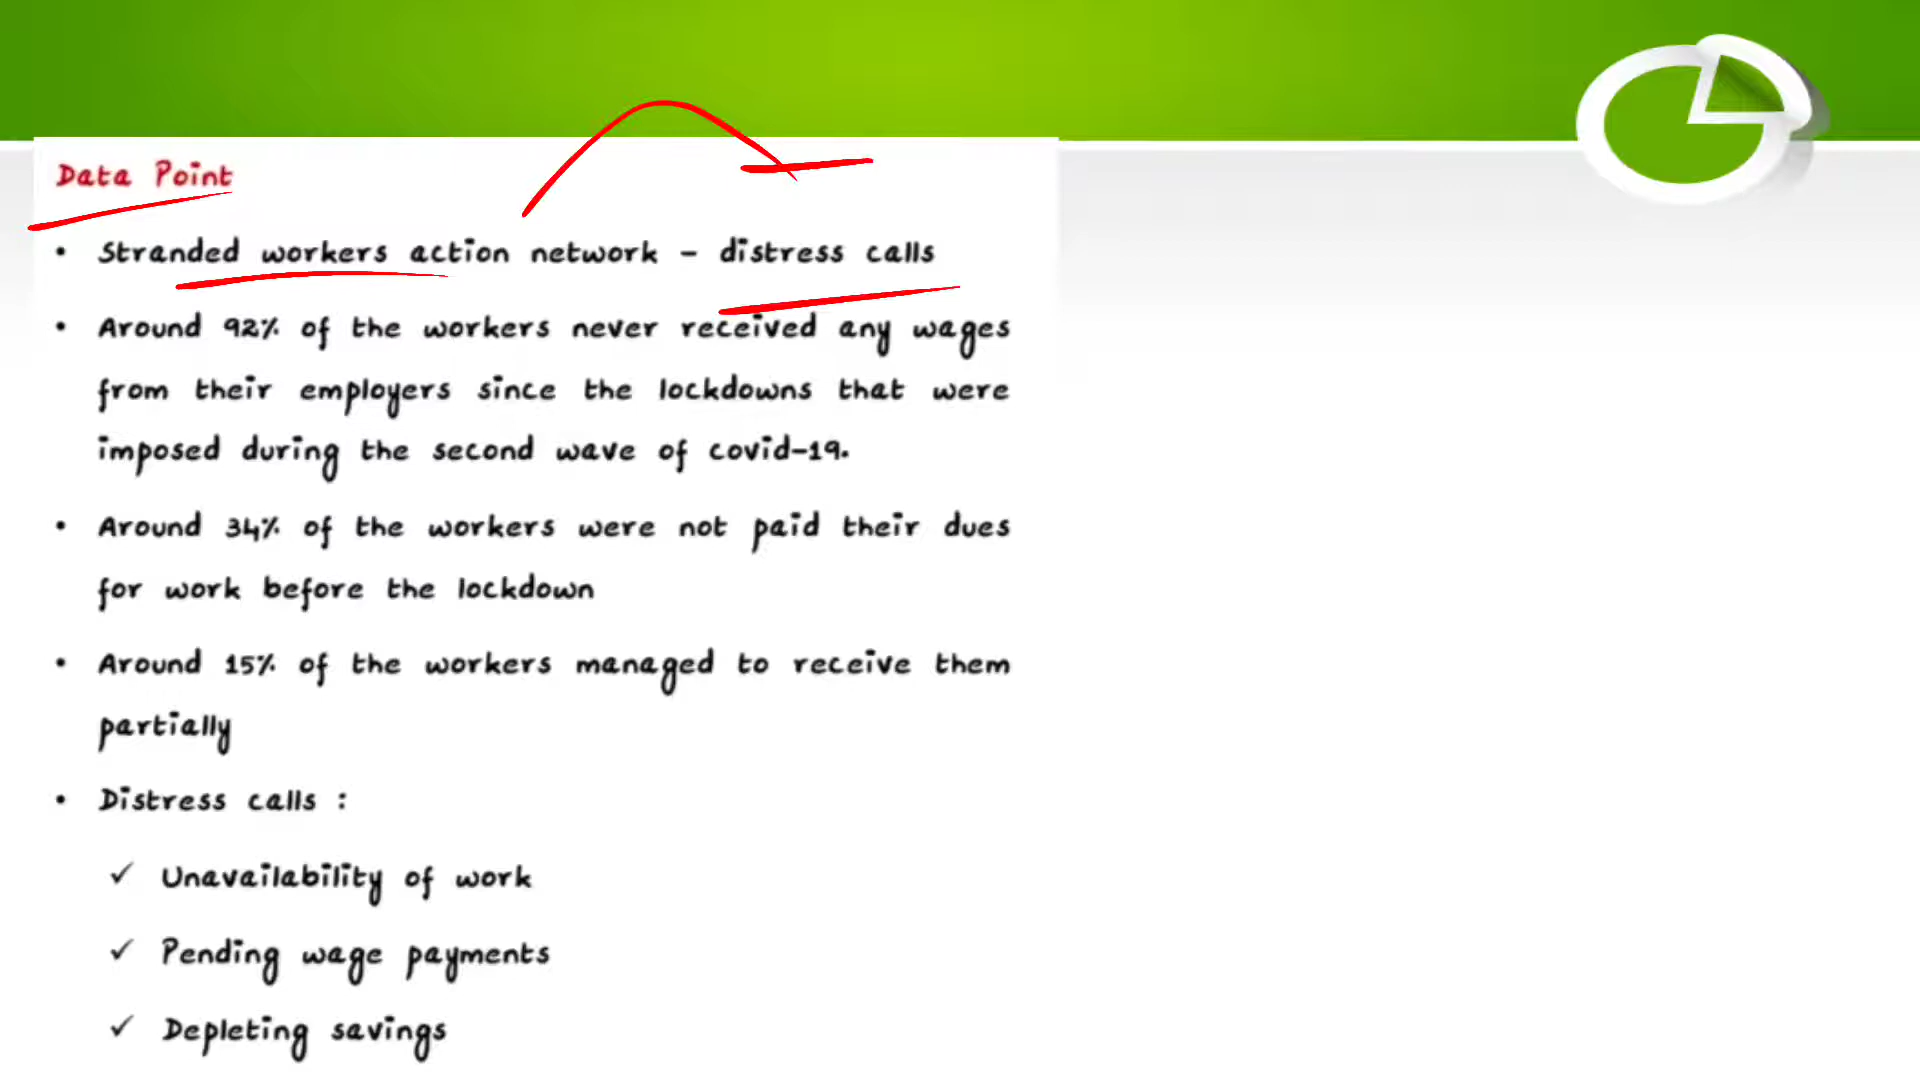 Data Point
• Stranded workers action network – distress calls
• Around 92% of the workers never received any wages
from their employers since the lockdowns that were
imposed during the second wave of covid-19.
• Around 34% of the workers were not paid their dues
for work before the lockdown
• Around 15% of the workers managed to receive them
partially
• Distress calls :
✓ Unavailability of work
✓ Pending wage payments
✓ Depleting savings